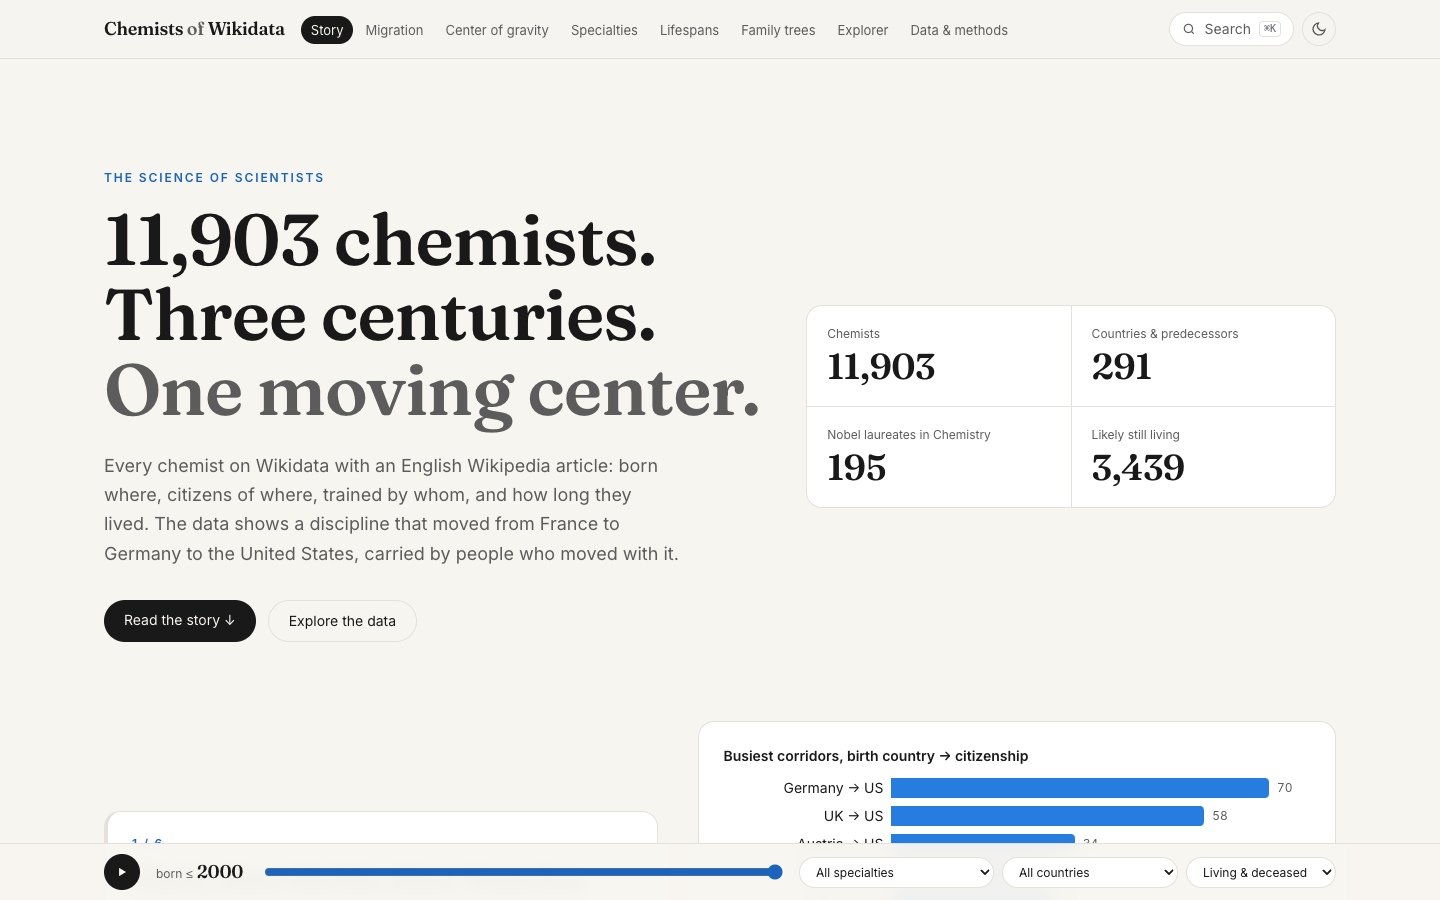 Chemists of Wikidata
Story
Migration
Center of gravity
Specialties
Lifespans
Family trees
Explorer
Data & methods
Search ⌘K
THE SCIENCE OF SCIENTISTS
11,903 chemists.
Three centuries.
One moving center.
Every chemist on Wikidata with an English Wikipedia article: born
where, citizens of where, trained by whom, and how long they
lived. The data shows a discipline that moved from France to
Germany to the United States, carried by people who moved with it.
Read the story ↓
Explore the data
Chemists
11,903
Countries & predecessors
291
Nobel laureates in Chemistry
195
Likely still living
3,439
Busiest corridors, birth country → citizenship
Germany → US 70
UK → US 58
Austria → US 34
1 / 6
born ≤ 2000
All specialties
All countries
Living & deceased